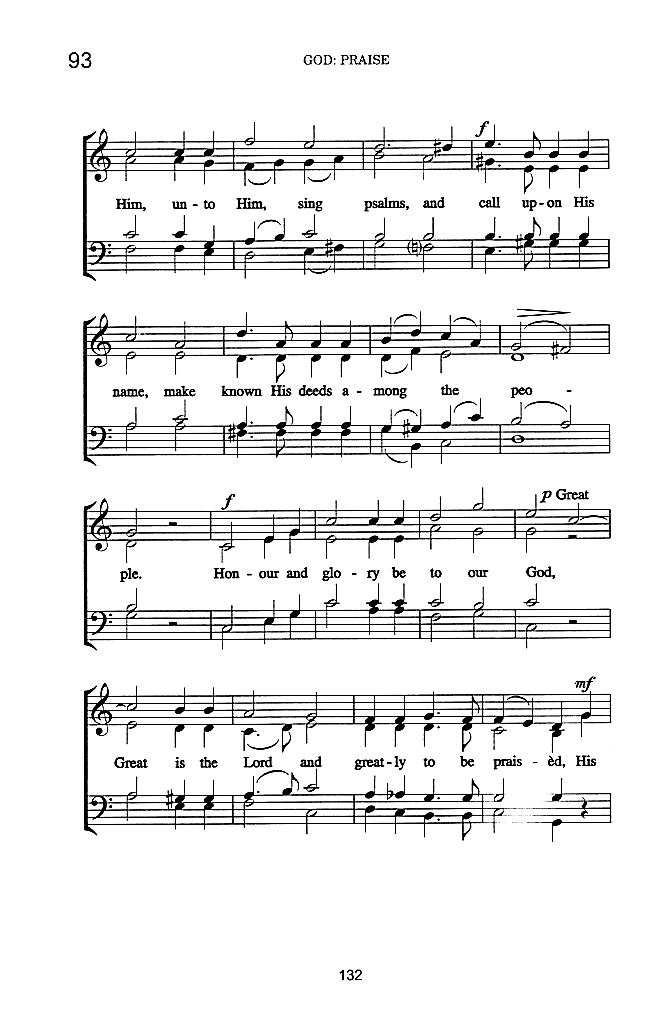 93
GOD: PRAISE
f
Him, un - to Him, sing psalms, and call up - on His
name, make known His deeds a - mong the peo -
f
p Great
ple. Hon - our and glo - ry be to our God,
mf
Great is the Lord and great - ly to be prais - èd, His
132